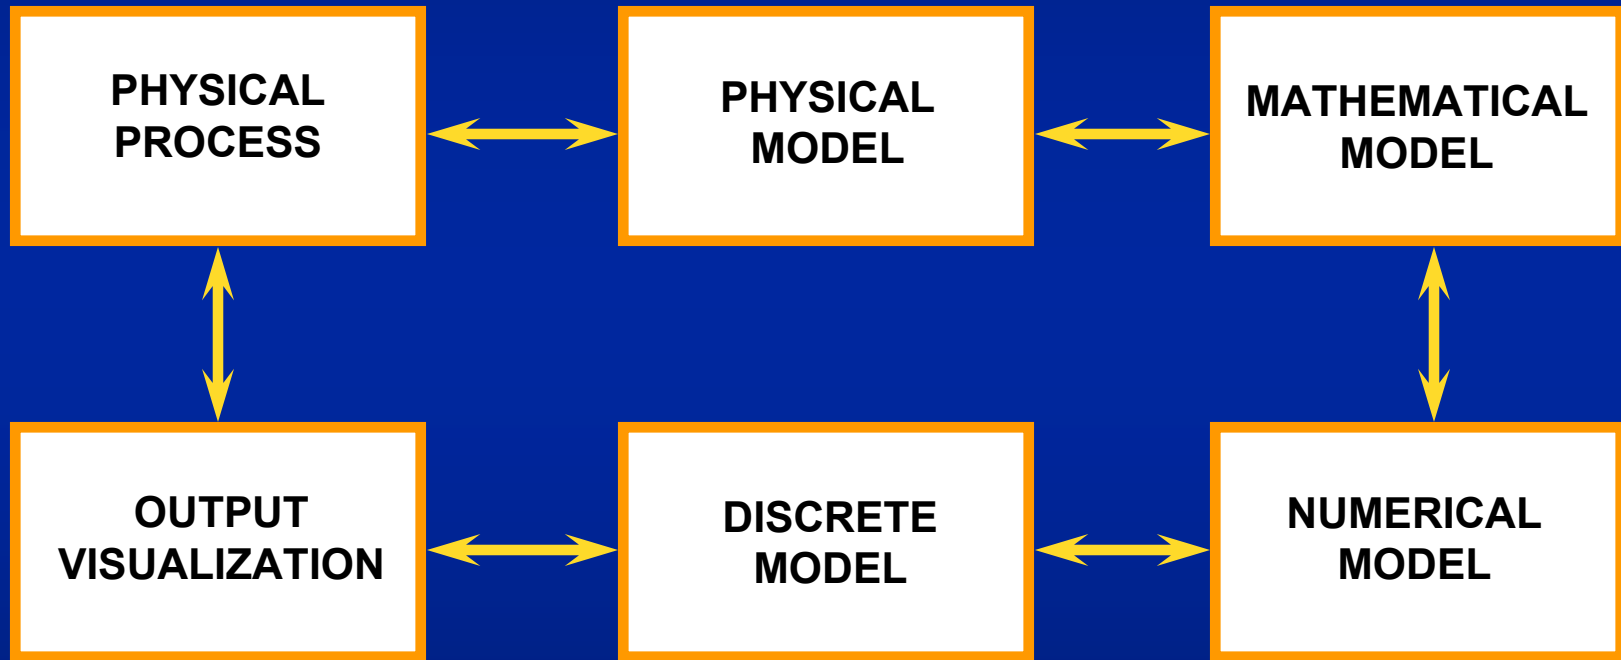 PHYSICAL
PROCESS
PHYSICAL
MODEL
MATHEMATICAL
MODEL
OUTPUT
VISUALIZATION
DISCRETE
MODEL
NUMERICAL
MODEL